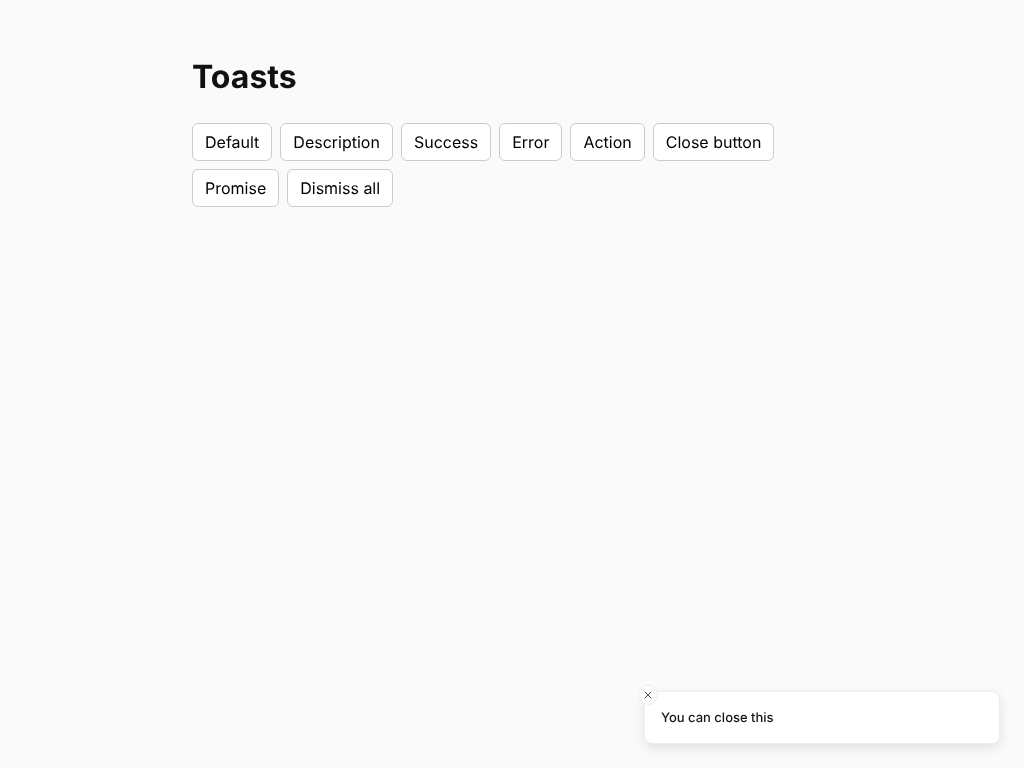 Toasts
Default Description Success Error Action Close button
Promise Dismiss all
You can close this